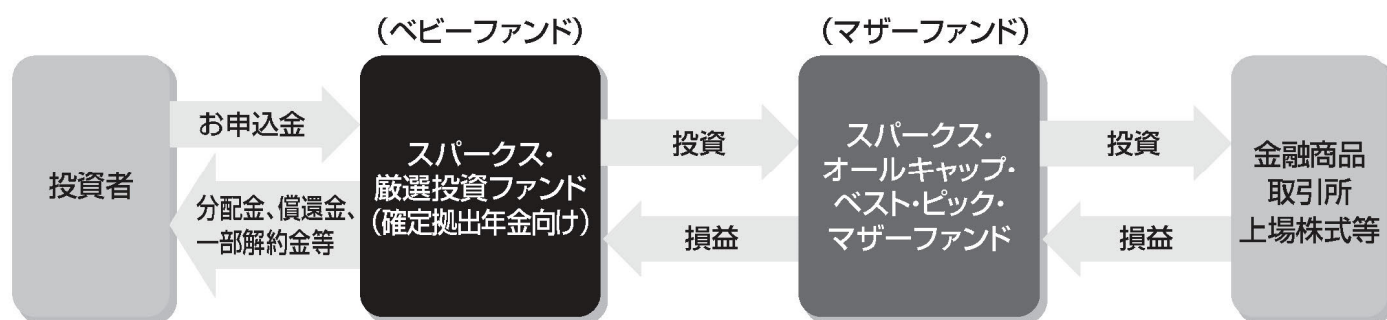 （ベビーファンド）
（マザーファンド）
投資者
お申込金
分配金、償還金、
一部解約金等
スパークス・
厳選投資ファンド
（確定拠出年金向け）
投資
損益
スパークス・
オールキャップ・
ベスト・ピック・
マザーファンド
投資
損益
金融商品
取引所
上場株式等